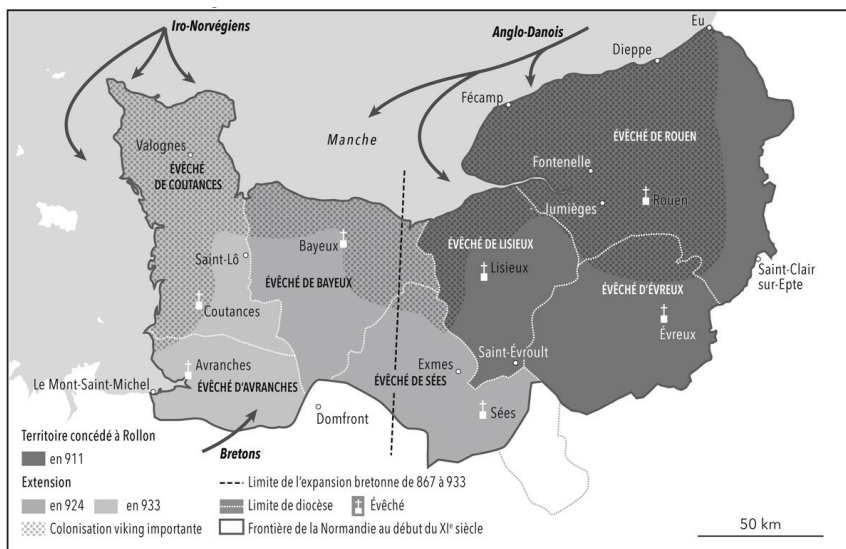 Iro-Norvégiens
Anglo-Danois
Eu
Dieppe
Fécamp
Manche
Valognes
ÉVÊCHÉ
DE COUTANCES
ÉVÊCHÉ DE ROUEN
Fontenelle
Jumièges
Rouen
Bayeux
ÉVÊCHÉ DE LISIEUX
Saint-Lô
Lisieux
ÉVÊCHÉ DE BAYEUX
Saint-Clair
sur-Epte
ÉVÊCHÉ D'ÉVREUX
Coutances
Évreux
Avranches
Exmes
Saint-Évroult
Le Mont-Saint-Michel
ÉVÊCHÉ D'AVRANCHES
ÉVÊCHÉ DE SÉES
Domfront
Sées
Bretons
Territoire concédé à Rollon
en 911
Extension
en 924
en 933
Colonisation viking importante
Limite de l'expansion bretonne de 867 à 933
Limite de diocèse
Évêché
Frontière de la Normandie au début du XIe siècle
50 km